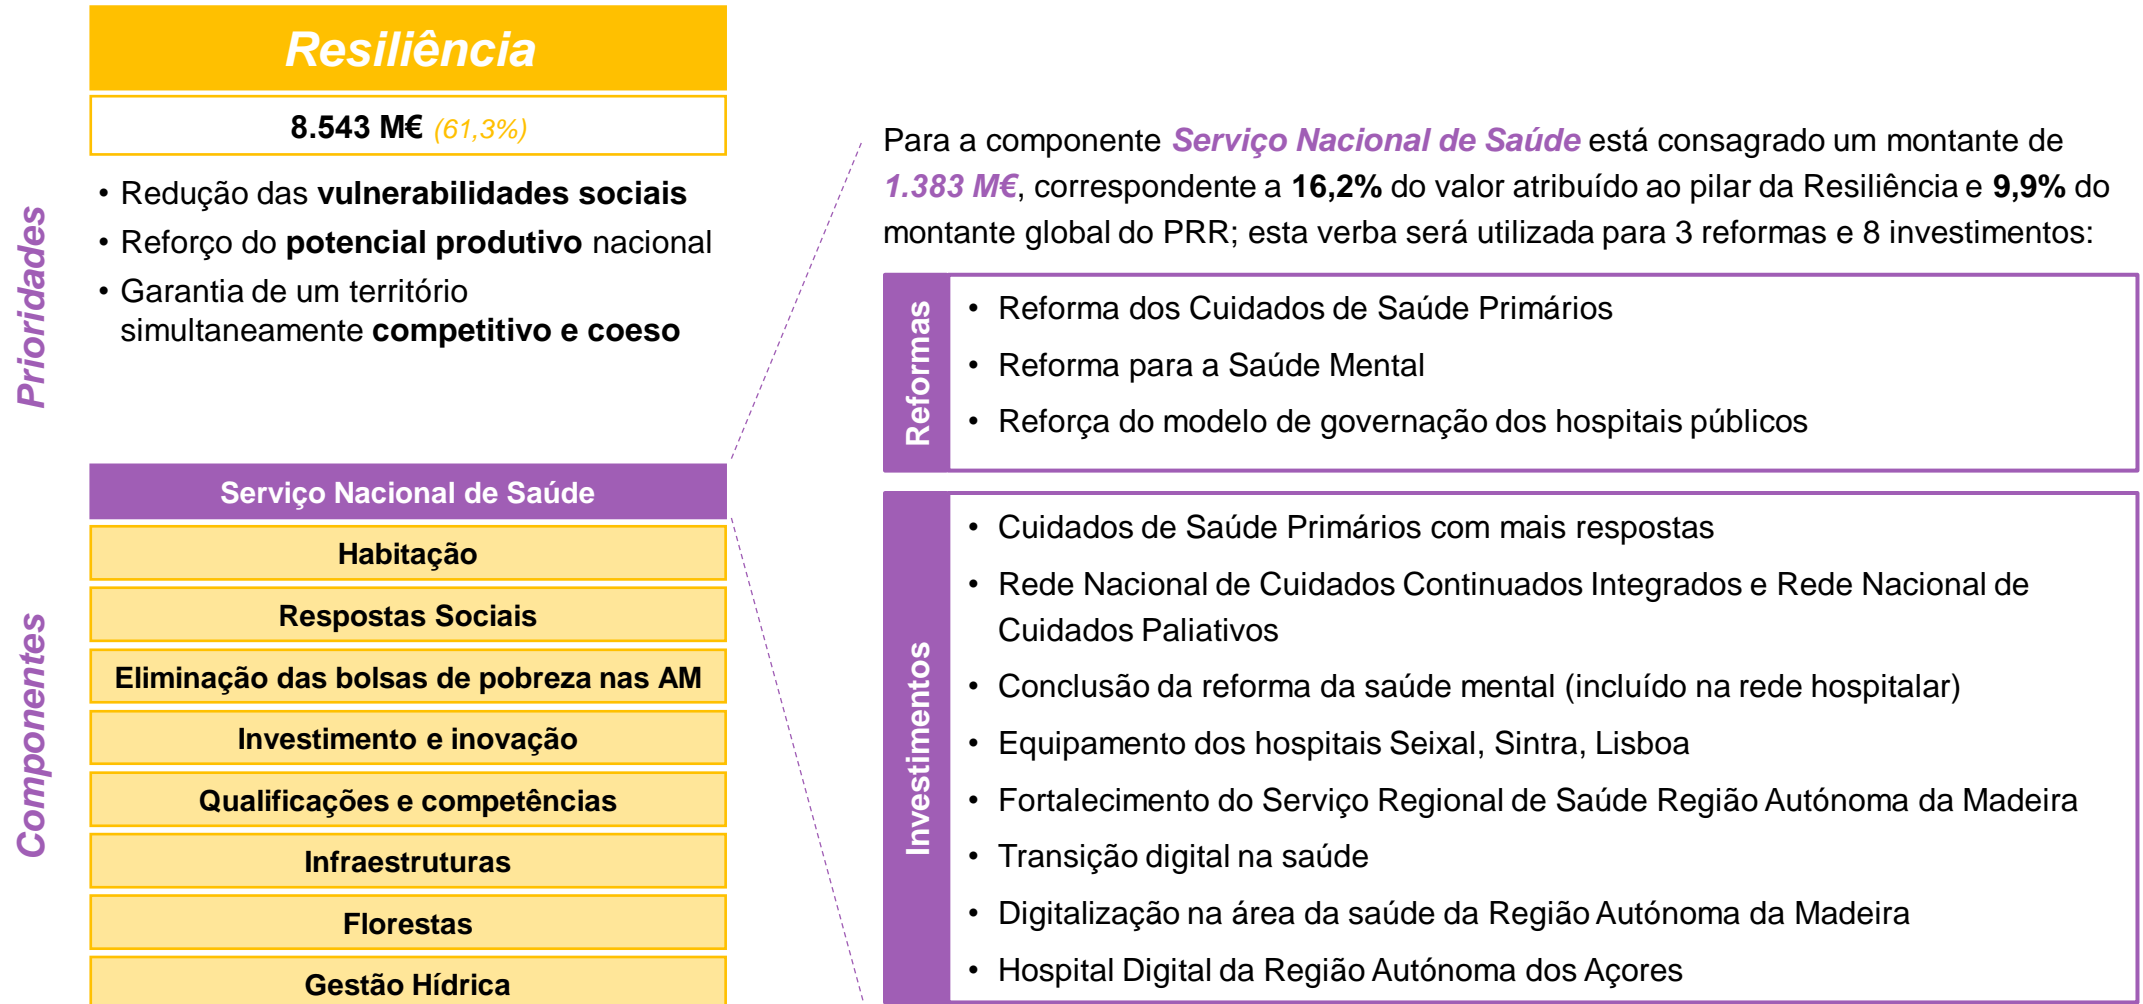 Resiliência
8.543 M€ (61,3%)
Prioridades
• Redução das vulnerabilidades sociais
• Reforço do potencial produtivo nacional
• Garantia de um território
simultaneamente competitivo e coeso
Componentes
Serviço Nacional de Saúde
Habitação
Respostas Sociais
Eliminação das bolsas de pobreza nas AM
Investimento e inovação
Qualificações e competências
Infraestruturas
Florestas
Gestão Hídrica
Para a componente Serviço Nacional de Saúde está consagrado um montante de
1.383 M€, correspondente a 16,2% do valor atribuído ao pilar da Resiliência e 9,9% do
montante global do PRR; esta verba será utilizada para 3 reformas e 8 investimentos:
Reformas
• Reforma dos Cuidados de Saúde Primários
• Reforma para a Saúde Mental
• Reforça do modelo de governação dos hospitais públicos
Investimentos
• Cuidados de Saúde Primários com mais respostas
• Rede Nacional de Cuidados Continuados Integrados e Rede Nacional de
Cuidados Paliativos
• Conclusão da reforma da saúde mental (incluído na rede hospitalar)
• Equipamento dos hospitais Seixal, Sintra, Lisboa
• Fortalecimento do Serviço Regional de Saúde Região Autónoma da Madeira
• Transição digital na saúde
• Digitalização na área da saúde da Região Autónoma da Madeira
• Hospital Digital da Região Autónoma dos Açores